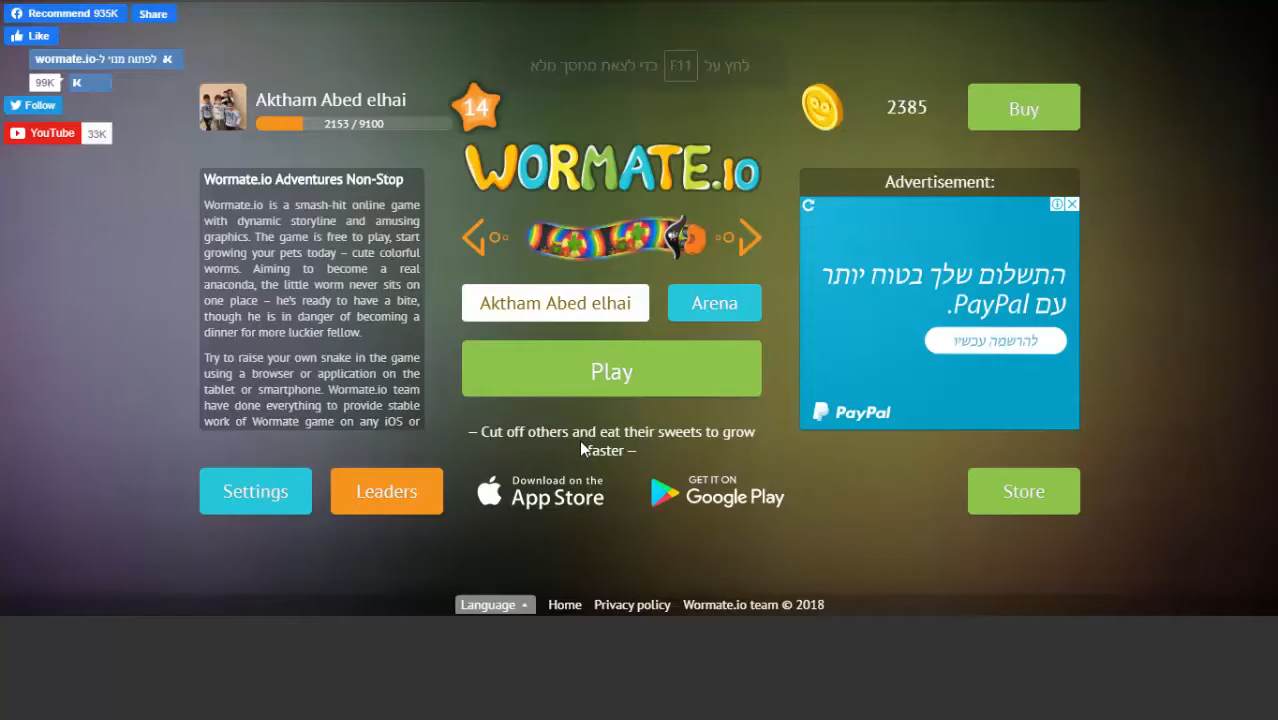 Recommend 935K
Share
Like
לפתוח מנוי ל-wormate.io
99K
Follow
YouTube 33K
לחץ על F11 כדי לצאת ממסך מלא
Aktham Abed elhai
2153 / 9100
14
2385
Buy
WORMATE.io
Wormate.io Adventures Non-Stop
Wormate.io is a smash-hit online game
with dynamic storyline and amusing
graphics. The game is free to play, start
growing your pets today – cute colorful
worms. Aiming to become a real
anaconda, the little worm never sits on
one place – he's ready to have a bite,
though he is in danger of becoming a
dinner for more luckier fellow.
Try to raise your own snake in the game
using a browser or application on the
tablet or smartphone. Wormate.io team
have done everything to provide stable
work of Wormate game on any iOS or
Aktham Abed elhai
Arena
Play
– Cut off others and eat their sweets to grow
faster –
Advertisement:
התשלום שלך בטוח יותר
עם PayPal.
להרשמה עכשיו
PayPal
Settings
Leaders
Download on the
App Store
GET IT ON
Google Play
Store
Language
Home
Privacy policy
Wormate.io team © 2018